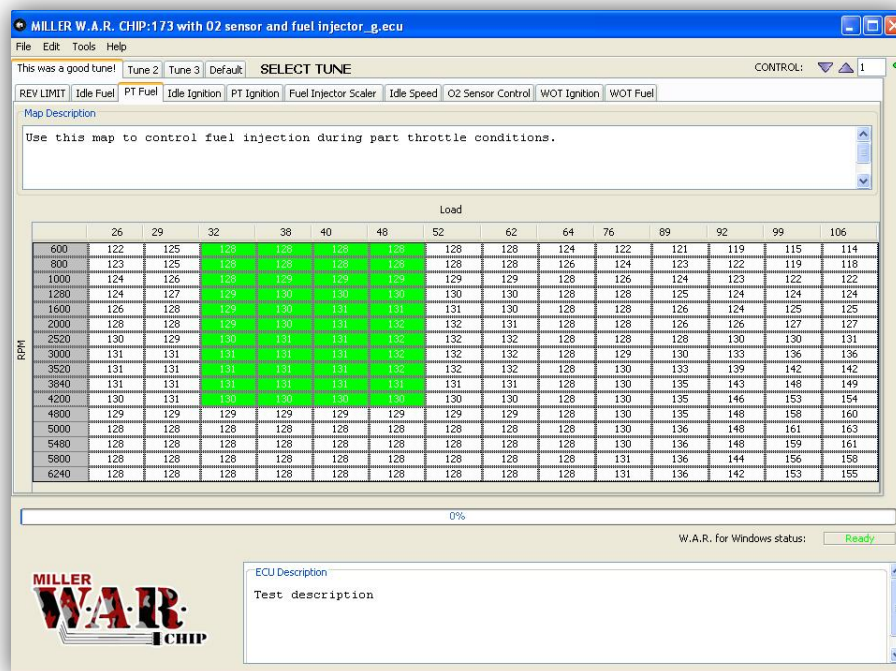 MILLER W.A.R. CHIP:173 with O2 sensor and fuel injector_g.ecu
File Edit Tools Help
This was a good tune! Tune 2 Tune 3 Default SELECT TUNE CONTROL: 1
REV LIMIT Idle Fuel PT Fuel Idle Ignition PT Ignition Fuel Injector Scaler Idle Speed O2 Sensor Control WOT Ignition WOT Fuel
Map Description
Use this map to control fuel injection during part throttle conditions.
Load
26 29 32 38 40 48 52 62 64 76 89 92 99 106
600 122 125 128 128 128 128 128 128 124 122 121 119 115 114
800 123 125 128 128 128 128 128 128 126 124 123 122 119 118
1000 124 126 129 129 129 129 129 129 128 126 124 123 122 122
1280 124 127 129 130 130 130 130 130 128 128 125 124 124 124
1600 126 128 129 130 131 131 131 130 128 128 126 124 125 125
2000 128 128 129 130 131 132 132 131 128 128 126 126 127 127
2520 130 129 130 131 131 132 132 132 128 128 128 130 130 131
3000 131 131 131 131 131 132 132 132 128 129 130 133 136 136
3520 131 131 131 131 131 132 132 132 128 130 133 139 142 142
3840 131 131 131 131 131 131 131 131 128 130 135 143 148 149
4200 130 131 130 130 130 130 130 130 128 130 135 146 153 154
4800 129 129 129 129 129 129 129 129 128 130 135 148 158 160
5000 128 128 128 128 128 128 128 128 128 130 136 148 161 163
5480 128 128 128 128 128 128 128 128 128 130 136 148 159 161
5800 128 128 128 128 128 128 128 128 128 131 136 144 156 158
6240 128 128 128 128 128 128 128 128 128 131 136 142 153 155
RPM
0%
W.A.R. for Windows status: Ready
MILLER
W.A.R.
CHIP
ECU Description
Test description